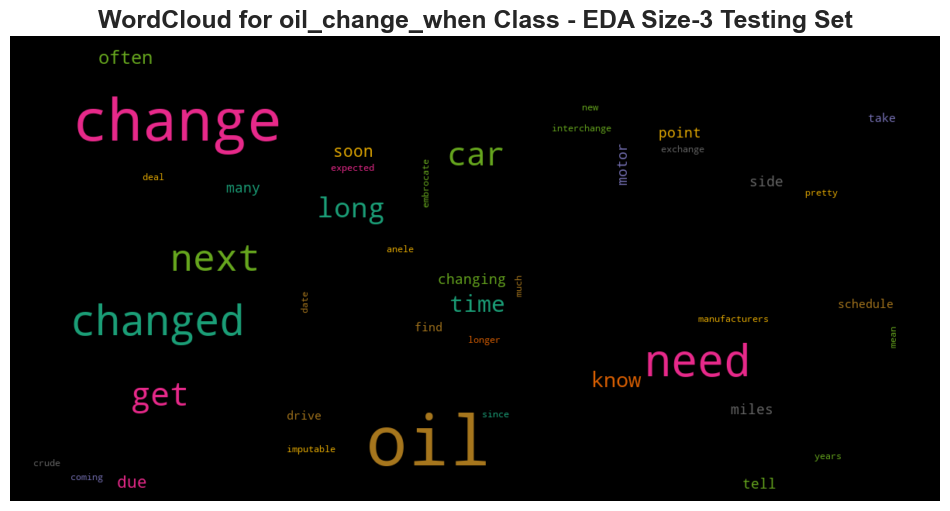 WordCloud for oil_change_when Class - EDA Size-3 Testing Set
often
change
new
interchange
take
point
exchange
motor
soon
expected
car
embrocate
deal
many
side
pretty
long
next
anele
changing
much
date
time
changed
find
longer
schedule
manufacturers
mean
need
know
get
miles
drive
since
oil
imputable
crude
coming
due
years
tell